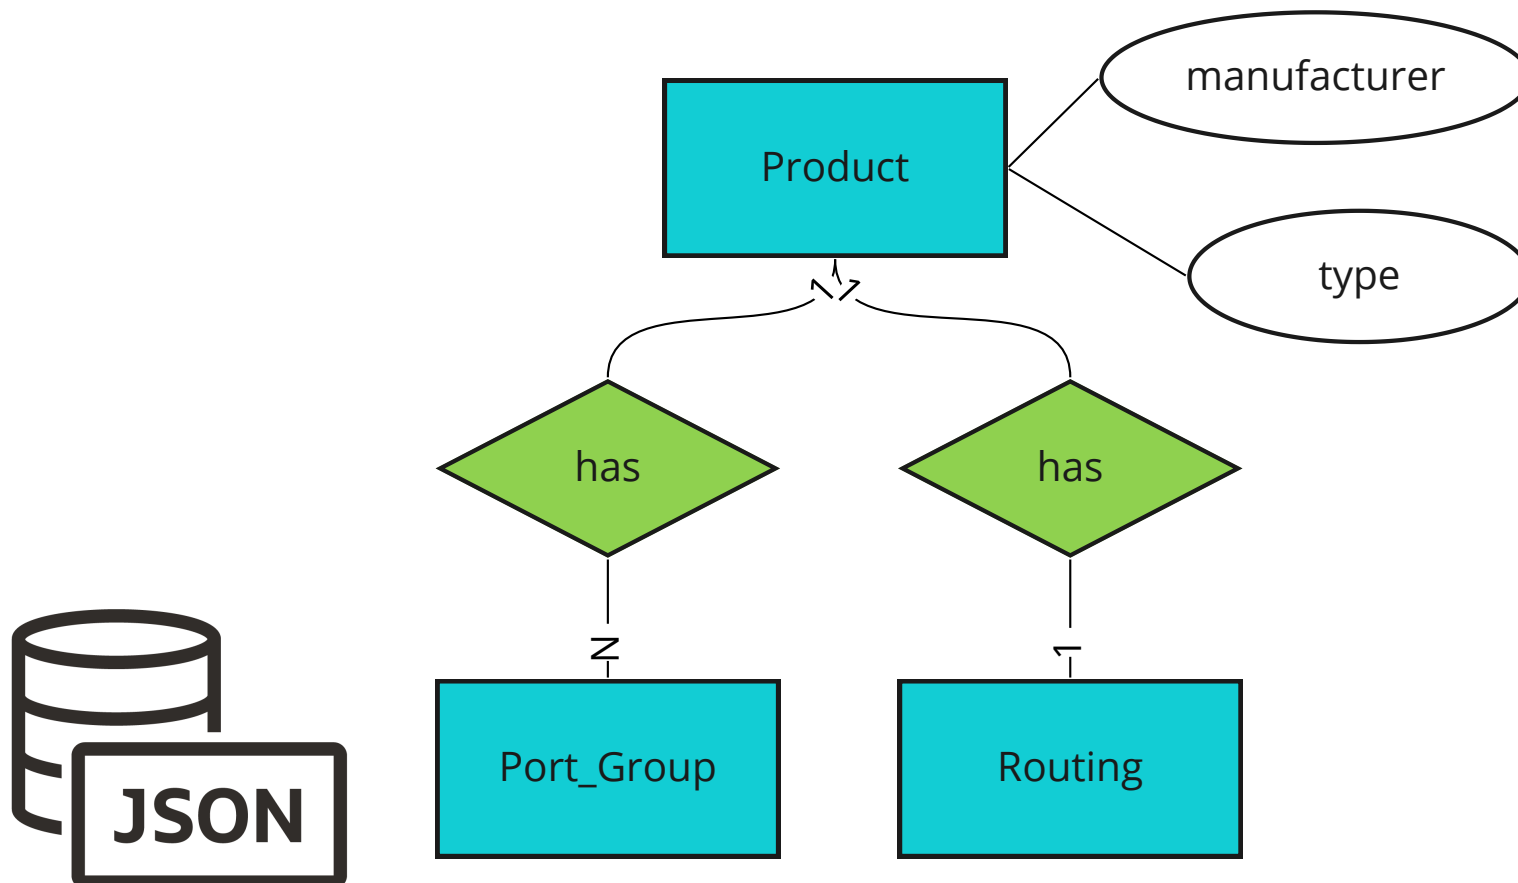 manufacturer
Product
type
1
1
has
has
N
1
Port_Group
Routing
JSON